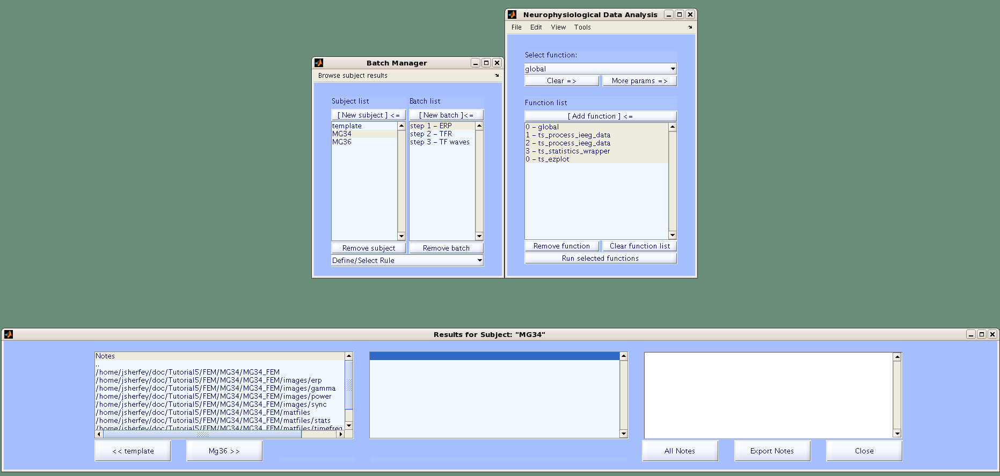 Neurophysiological Data Analysis
File Edit View Tools
Select function:
global
Clear =>
More params =>
Function list
[ Add function ] <=
0 - global
1 - ts_process_ieeg_data
2 - ts_process_ieeg_data
3 - ts_statistics_wrapper
0 - ts_ezplot
Remove function
Clear function list
Run selected functions
Batch Manager
Browse subject results
Subject list
[ New subject ] <=
template
MG34
MG36
Remove subject
Batch list
[ New batch ]<=
step 1 - ERP
step 2 - TFR
step 3 - TF waves
Remove batch
Define/Select Rule
Results for Subject: "MG34"
Notes
..
/home/jsherfey/doc/Tutorial5/FEM/MG34/MG34_FEM
/home/jsherfey/doc/Tutorial5/FEM/MG34/MG34_FEM/images/erp
/home/jsherfey/doc/Tutorial5/FEM/MG34/MG34_FEM/images/gamma
/home/jsherfey/doc/Tutorial5/FEM/MG34/MG34_FEM/images/power
/home/jsherfey/doc/Tutorial5/FEM/MG34/MG34_FEM/images/sync
/home/jsherfey/doc/Tutorial5/FEM/MG34/MG34_FEM/matfiles
/home/jsherfey/doc/Tutorial5/FEM/MG34/MG34_FEM/matfiles/stats
/home/jsherfey/doc/Tutorial5/FEM/MG34/MG34_FEM/matfiles/timefreq
<< template
Mg36 >>
All Notes
Export Notes
Close